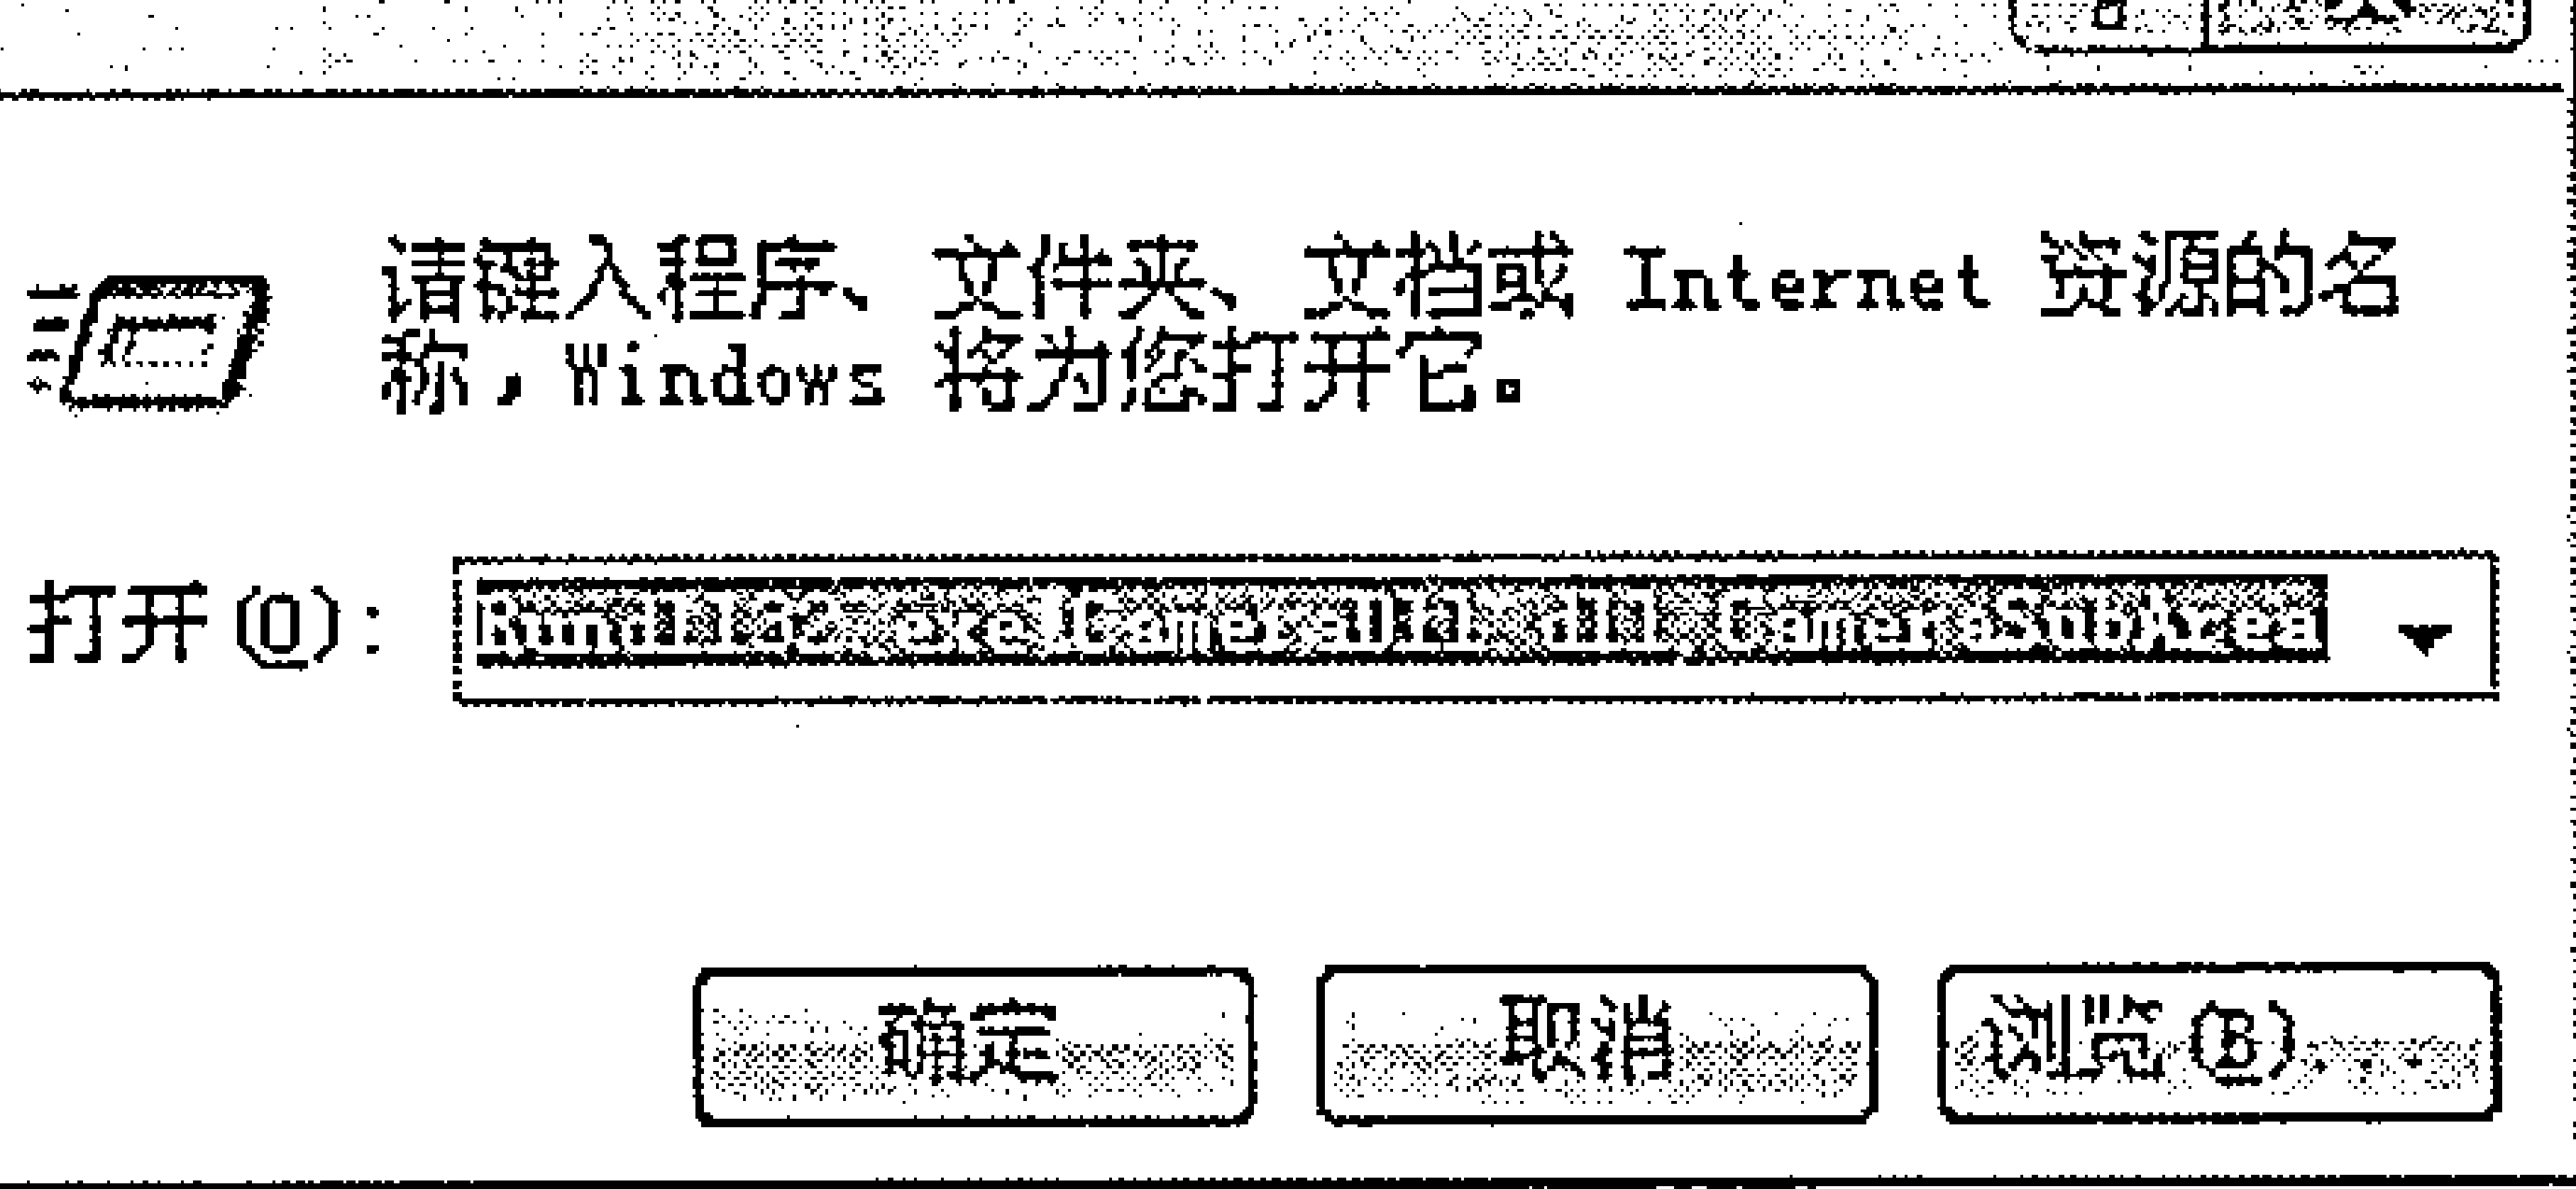 请键入程序、文件夹、文档或 Internet 资源的名
称，Windows 将为您打开它。
打开(O):
确定
取消
浏览(B)...